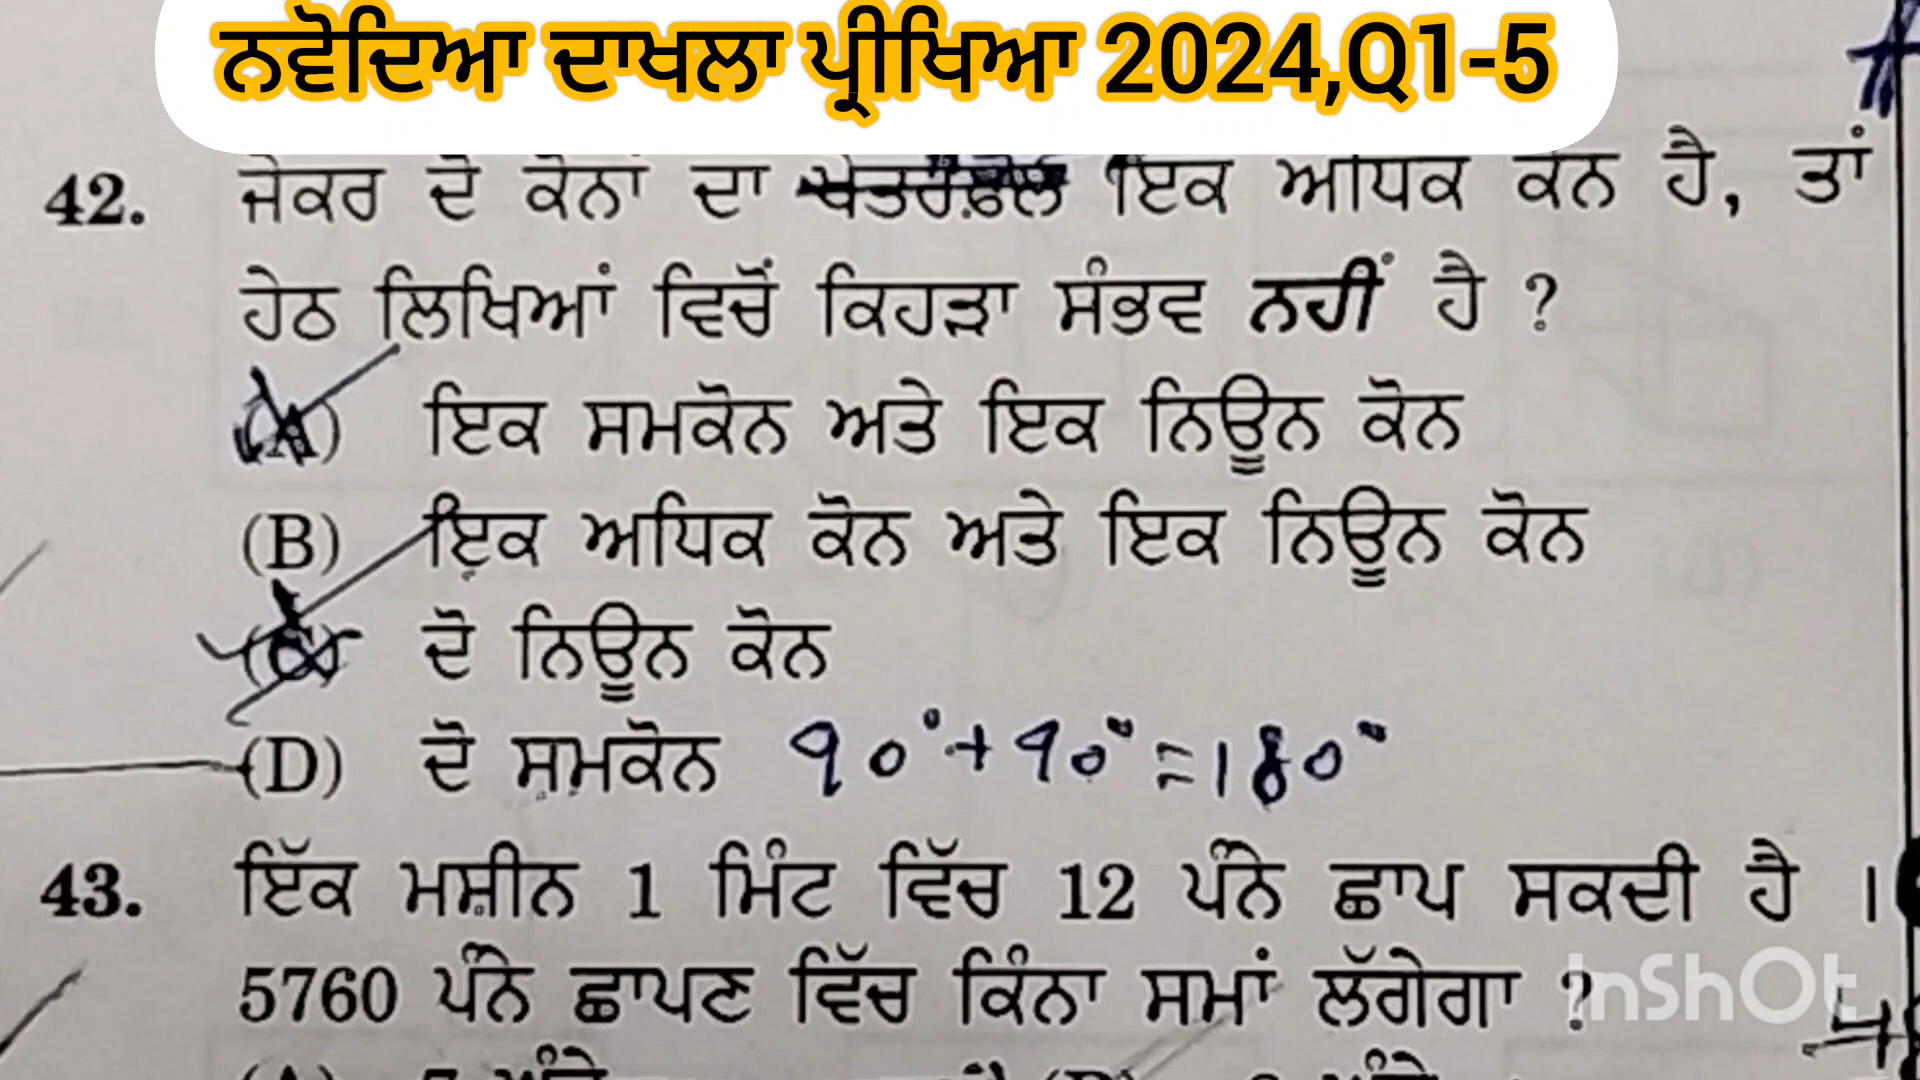 ਨਵੋਦਿਆ ਦਾਖਲਾ ਪ੍ਰੀਖਿਆ 2024,Q1-5
42. ਜੇਕਰ ਦੋ ਕੋਨਾਂ ਦਾ ਖੇਤਰਫ਼ਲ ਇਕ ਅਧਿਕ ਕੋਨ ਹੈ, ਤਾਂ
ਹੇਠ ਲਿਖਿਆਂ ਵਿਚੋਂ ਕਿਹੜਾ ਸੰਭਵ ਨਹੀਂ ਹੈ ?
(A) ਇਕ ਸਮਕੋਨ ਅਤੇ ਇਕ ਨਿਊਨ ਕੋਨ
(B) ਇਕ ਅਧਿਕ ਕੋਨ ਅਤੇ ਇਕ ਨਿਊਨ ਕੋਨ
(C) ਦੋ ਨਿਊਨ ਕੋਨ
(D) ਦੋ ਸਮਕੋਨ 90°+90°=180°
43. ਇੱਕ ਮਸ਼ੀਨ 1 ਮਿੰਟ ਵਿੱਚ 12 ਪੰਨੇ ਛਾਪ ਸਕਦੀ ਹੈ ।
5760 ਪੰਨੇ ਛਾਪਣ ਵਿੱਚ ਕਿੰਨਾ ਸਮਾਂ ਲੱਗੇਗਾ ?
InShOt